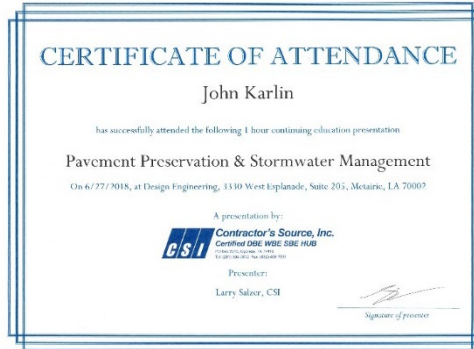 CERTIFICATE OF ATTENDANCE
John Karlin
has successfully attended the following 1 hour continuing education presentation
Pavement Preservation & Stormwater Management
On 6/27/2018, at Design Engineering, 3330 West Esplanade, Suite 205, Metairie, LA 70002
A presentation by:
CSI
Contractor's Source, Inc.
Certified DBE WBE SBE HUB
Presenter:
Larry Salzer, CSI
Signature of presenter